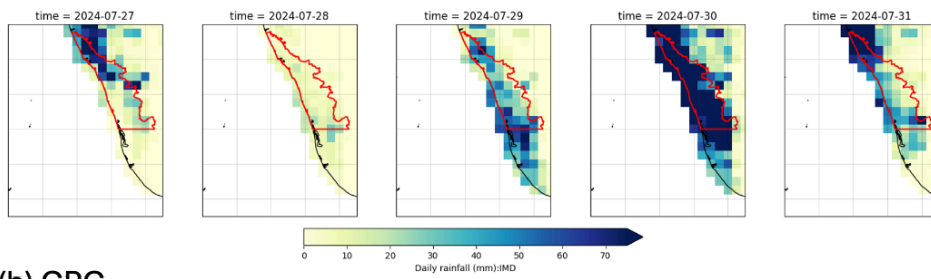 time = 2024-07-27 time = 2024-07-28 time = 2024-07-29 time = 2024-07-30 time = 2024-07-31
0 10 20 30 40 50 60 70
Daily rainfall (mm):IMD
(b) CPC